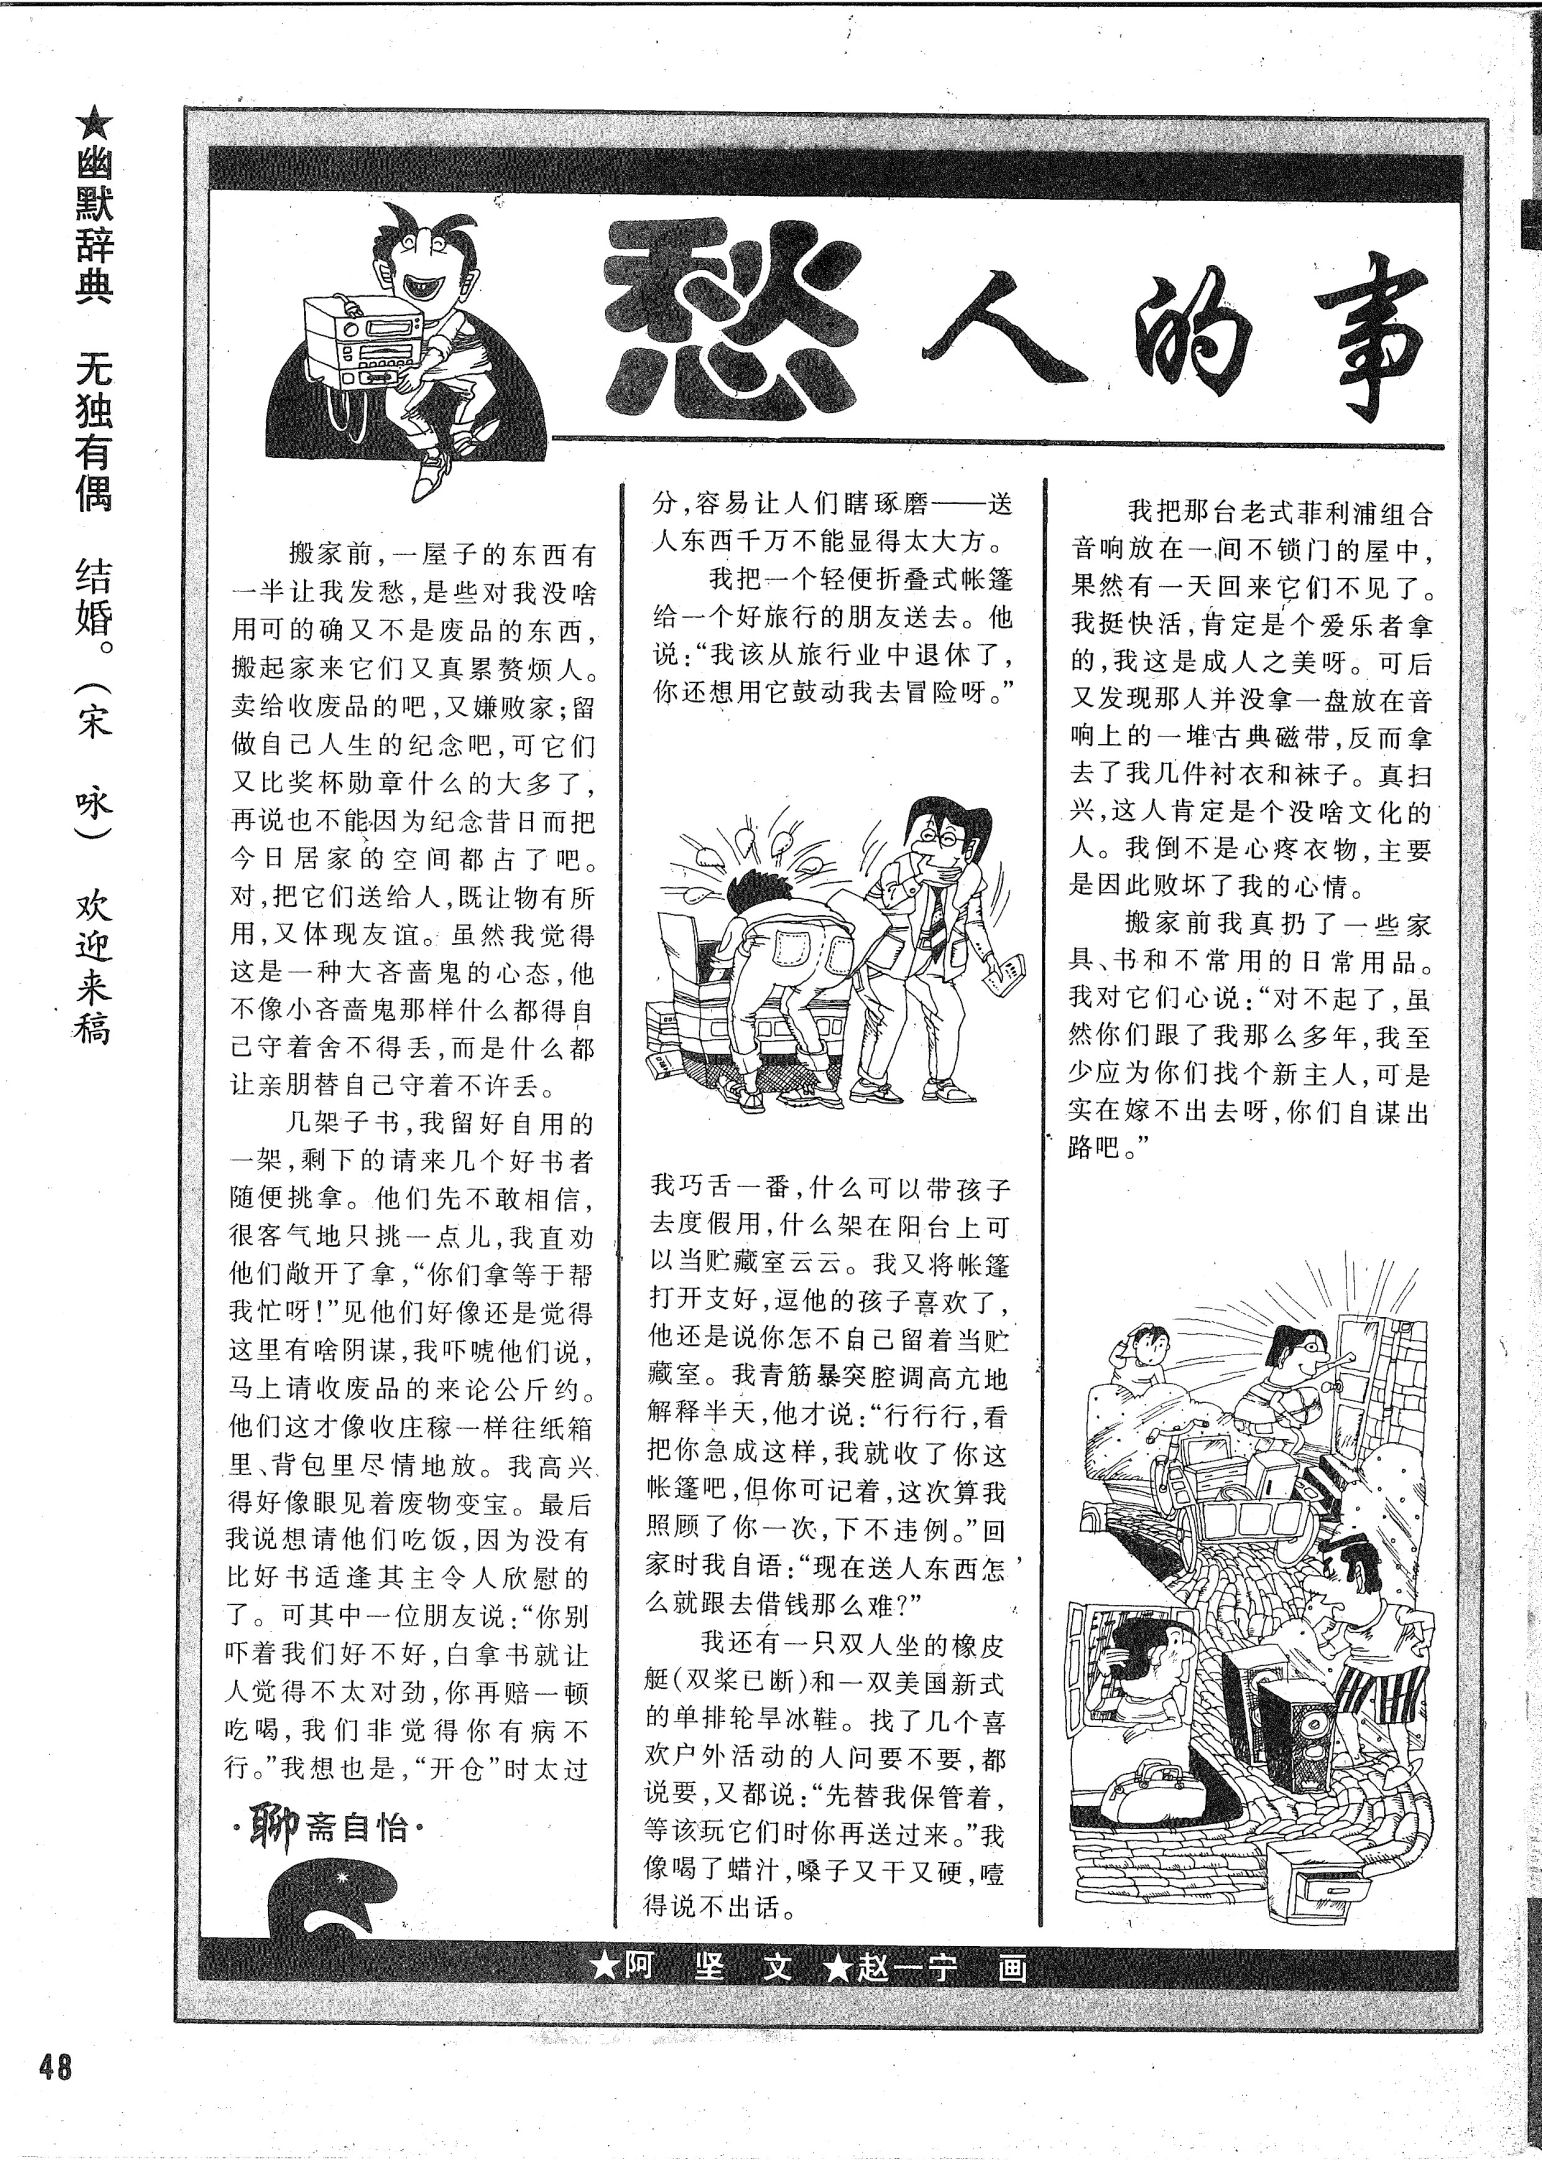 ★幽默辞典 无独有偶 结婚。(宋 咏) 欢迎来稿
愁人的事
搬家前,一屋子的东西有
一半让我发愁,是些对我没啥
用可的确又不是废品的东西,
搬起家来它们又真累赘烦人。
卖给收废品的吧,又嫌败家;留
做自己人生的纪念吧,可它们
又比奖杯勋章什么的大多了,
再说也不能因为纪念昔日而把
今日居家的空间都占了吧。
对,把它们送给人,既让物有所
用,又体现友谊。虽然我觉得
这是一种大吝啬鬼的心态,他
不像小吝啬鬼那样什么都得自
己守着舍不得丢,而是什么都
让亲朋替自己守着不许丢。
几架子书,我留好自用的
一架,剩下的请来几个好书者
随便挑拿。他们先不敢相信,
很客气地只挑一点儿,我直劝
他们敞开了拿,“你们拿等于帮
我忙呀!”见他们好像还是觉得
这里有啥阴谋,我吓唬他们说,
马上请收废品的来论公斤约。
他们这才像收庄稼一样往纸箱
里、背包里尽情地放。我高兴
得好像眼见着废物变宝。最后
我说想请他们吃饭,因为没有
比好书适逢其主令人欣慰的
了。可其中一位朋友说:“你别
吓着我们好不好,白拿书就让
人觉得不太对劲,你再赔一顿
吃喝,我们非觉得你有病不
行。”我想也是,“开仓”时太过
·聊斋自怡·
分,容易让人们瞎琢磨——送
人东西千万不能显得太大方。
我把一个轻便折叠式帐篷
给一个好旅行的朋友送去。他
说:“我该从旅行业中退休了,
你还想用它鼓动我去冒险呀。”
我巧舌一番,什么可以带孩子
去度假用,什么架在阳台上可
以当贮藏室云云。我又将帐篷
打开支好,逗他的孩子喜欢了,
他还是说你怎不自己留着当贮
藏室。我青筋暴突腔调高亢地
解释半天,他才说:“行行行,看
把你急成这样,我就收了你这
帐篷吧,但你可记着,这次算我
照顾了你一次,下不违例。”回
家时我自语:“现在送人东西怎
么就跟去借钱那么难?”
我还有一只双人坐的橡皮
艇(双桨已断)和一双美国新式
的单排轮旱冰鞋。找了几个喜
欢户外活动的人问要不要,都
说要,又都说:“先替我保管着,
等该玩它们时你再送过来。”我
像喝了蜡汁,嗓子又干又硬,噎
得说不出话。
我把那台老式菲利浦组合
音响放在一间不锁门的屋中,
果然有一天回来它们不见了。
我挺快活,肯定是个爱乐者拿
的,我这是成人之美呀。可后
又发现那人并没拿一盘放在音
响上的一堆古典磁带,反而拿
去了我几件衬衣和袜子。真扫
兴,这人肯定是个没啥文化的
人。我倒不是心疼衣物,主要
是因此败坏了我的心情。
搬家前我真扔了一些家
具、书和不常用的日常用品。
我对它们心说:“对不起了,虽
然你们跟了我那么多年,我至
少应为你们找个新主人,可是
实在嫁不出去呀,你们自谋出
路吧。”
★阿 坚 文 ★赵一宁 画
48